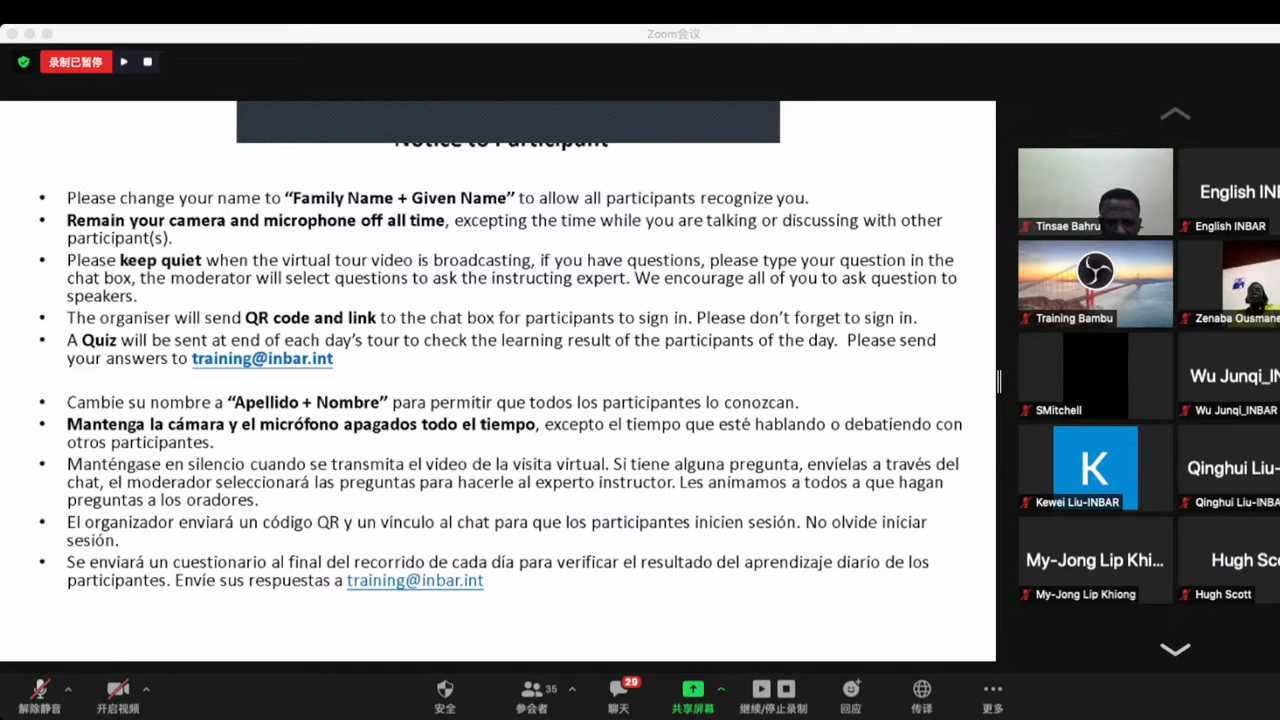 Zoom会议
录制已暂停
Notice to Participant
Please change your name to “Family Name + Given Name” to allow all participants recognize you.
Remain your camera and microphone off all time, excepting the time while you are talking or discussing with other
participant(s).
Please keep quiet when the virtual tour video is broadcasting, if you have questions, please type your question in the
chat box, the moderator will select questions to ask the instructing expert. We encourage all of you to ask question to
speakers.
The organiser will send QR code and link to the chat box for participants to sign in. Please don’t forget to sign in.
A Quiz will be sent at end of each day’s tour to check the learning result of the participants of the day. Please send
your answers to training@inbar.int
Cambie su nombre a “Apellido + Nombre” para permitir que todos los participantes lo conozcan.
Mantenga la cámara y el micrófono apagados todo el tiempo, excepto el tiempo que esté hablando o debatiendo con
otros participantes.
Manténgase en silencio cuando se transmita el video de la visita virtual. Si tiene alguna pregunta, envíelas a través del
chat, el moderador seleccionará las preguntas para hacerle al experto instructor. Les animamos a todos a que hagan
preguntas a los oradores.
El organizador enviará un código QR y un vínculo al chat para que los participantes inicien sesión. No olvide iniciar
sesión.
Se enviará un cuestionario al final del recorrido de cada día para verificar el resultado del aprendizaje diario de los
participantes. Envíe sus respuestas a training@inbar.int
Tinsae Bahru
English INB
English INBAR
Training Bambu
Zenaba Ousmane
SMitchell
Wu Junqi_IN
Wu Junqi_INBAR
K
Kewei Liu-INBAR
Qinghui Liu-
Qinghui Liu-INBAR
My-Jong Lip Khi...
My-Jong Lip Khiong
Hugh Sc
Hugh Scott
解除静音
开启视频
安全
35
参会者
29
聊天
共享屏幕
继续/停止录制
回应
传译
更多